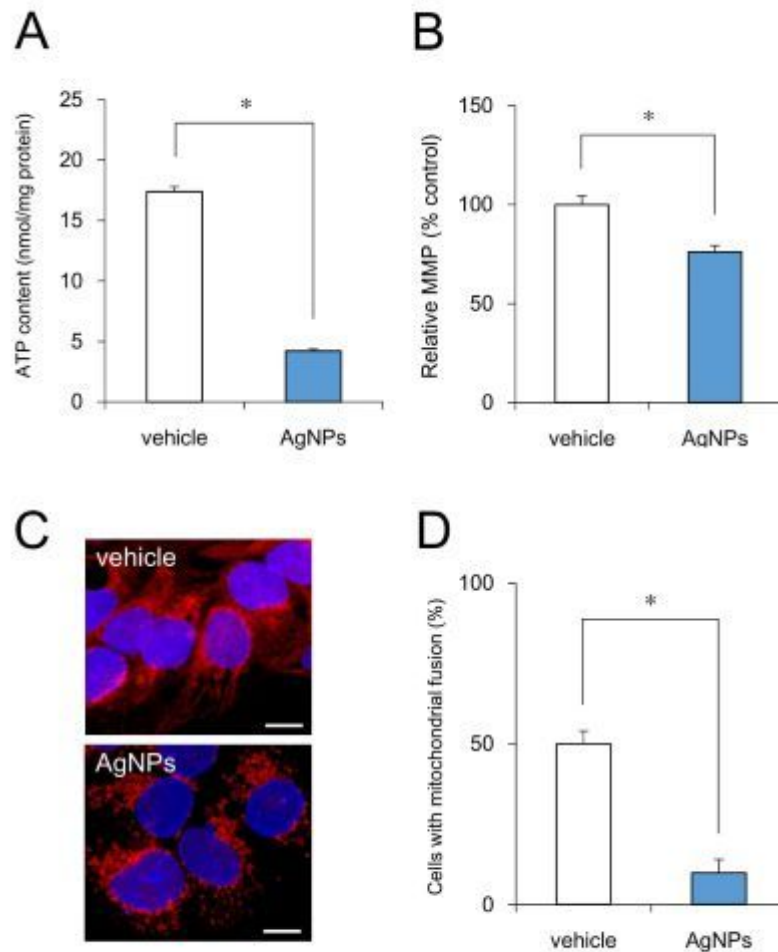 A
ATP content (nmol/mg protein)
25
20
15
10
5
0
*
vehicle
AgNPs
B
Relative MMP (% control)
150
100
50
0
*
vehicle
AgNPs
C
vehicle
AgNPs
D
Cells with mitochondrial fusion (%)
100
50
0
*
vehicle
AgNPs